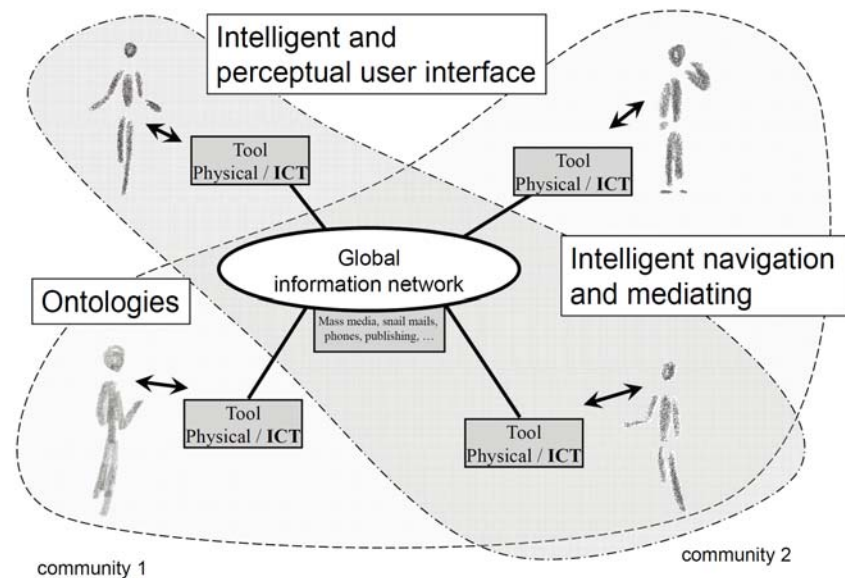 Intelligent and
perceptual user interface
Tool
Physical / ICT
Tool
Physical / ICT
Global
information network
Intelligent navigation
and mediating
Ontologies
Mass media, snail mails,
phones, publishing, …
Tool
Physical / ICT
Tool
Physical / ICT
community 1
community 2